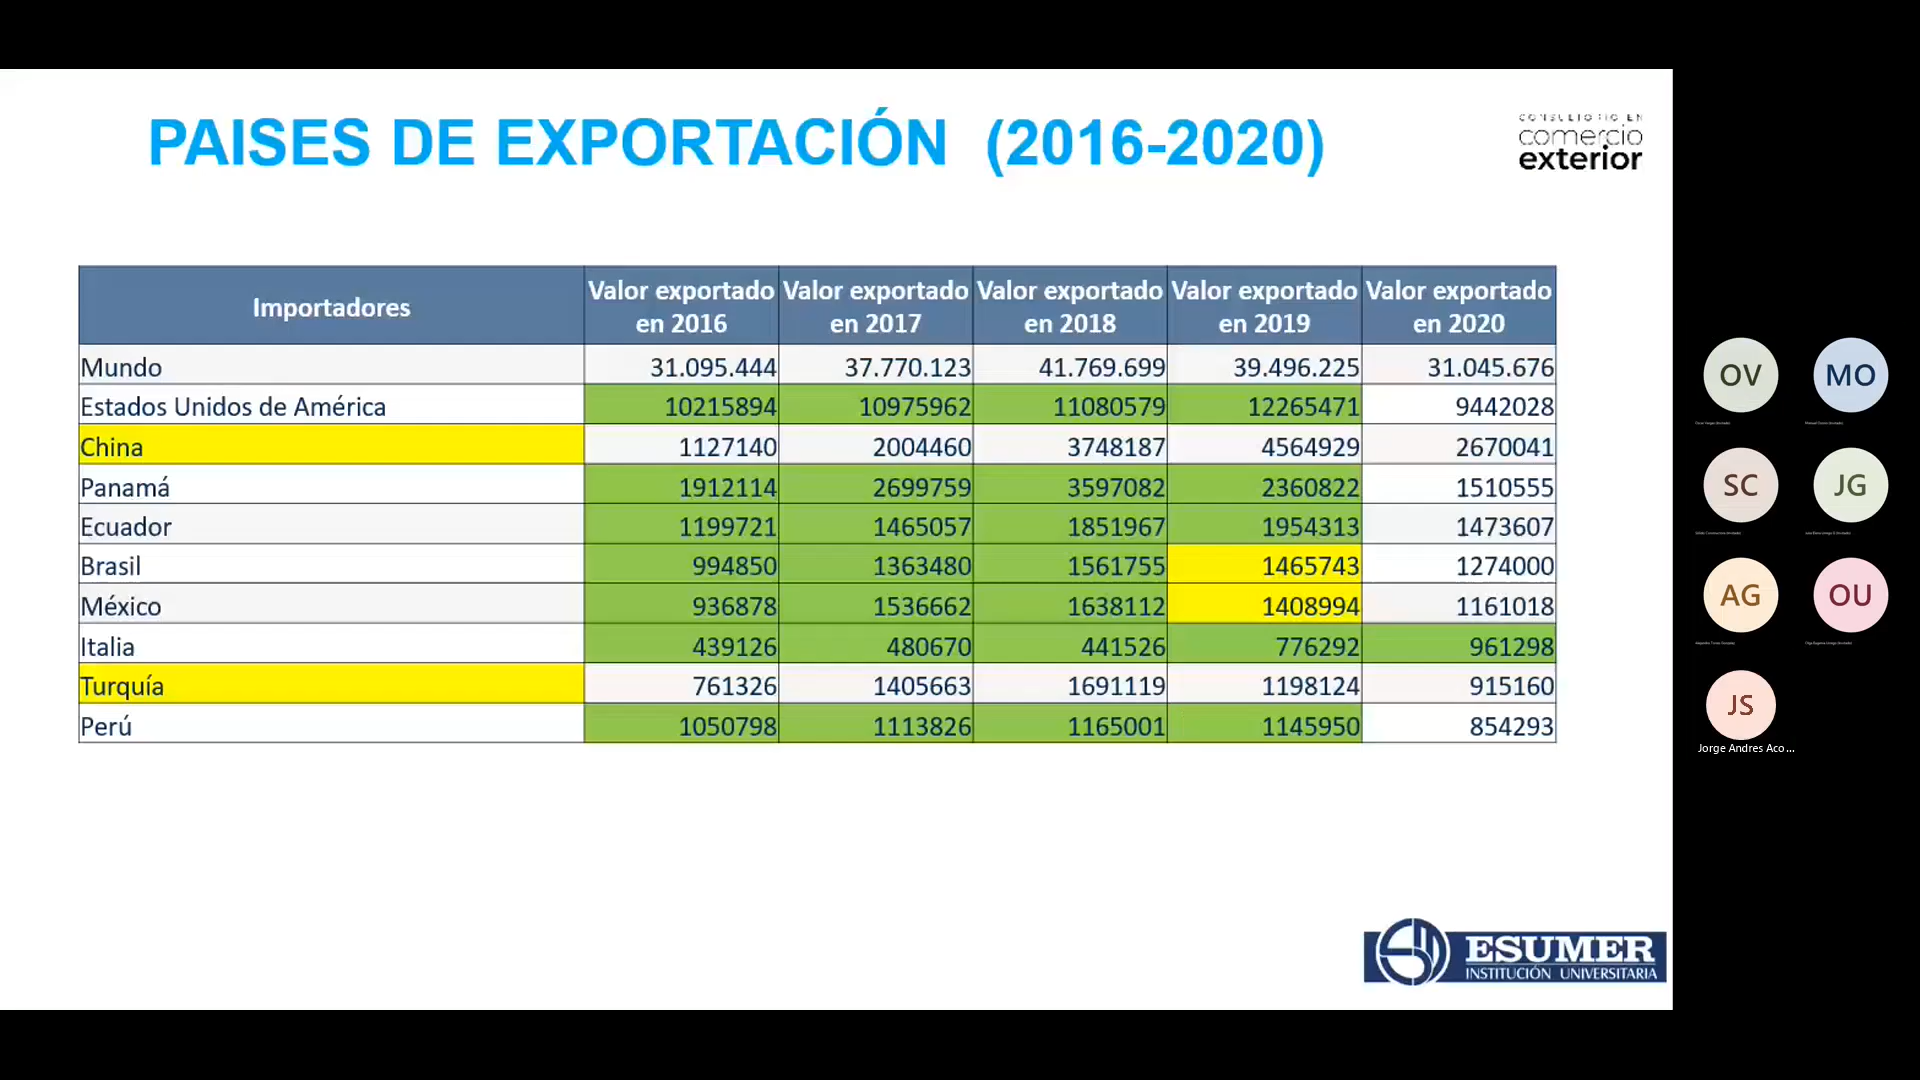 PAISES DE EXPORTACIÓN (2016-2020)
CONSULTORIO EN
comercio
exterior
Importadores Valor exportado en 2016 Valor exportado en 2017 Valor exportado en 2018 Valor exportado en 2019 Valor exportado en 2020
Mundo 31.095.444 37.770.123 41.769.699 39.496.225 31.045.676
Estados Unidos de América 10215894 10975962 11080579 12265471 9442028
China 1127140 2004460 3748187 4564929 2670041
Panamá 1912114 2699759 3597082 2360822 1510555
Ecuador 1199721 1465057 1851967 1954313 1473607
Brasil 994850 1363480 1561755 1465743 1274000
México 936878 1536662 1638112 1408994 1161018
Italia 439126 480670 441526 776292 961298
Turquía 761326 1405663 1691119 1198124 915160
Perú 1050798 1113826 1165001 1145950 854293
ESUMER
INSTITUCIÓN UNIVERSITARIA
OV MO
SC JG
AG OU
JS
Jorge Andres Aco...